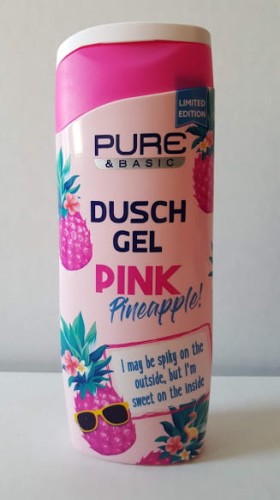 LIMITED
EDITION
PURE
& BASIC
DUSCH
GEL
PINK
Pineapple!
I may be spiky on the
outside, but I'm
sweet on the inside